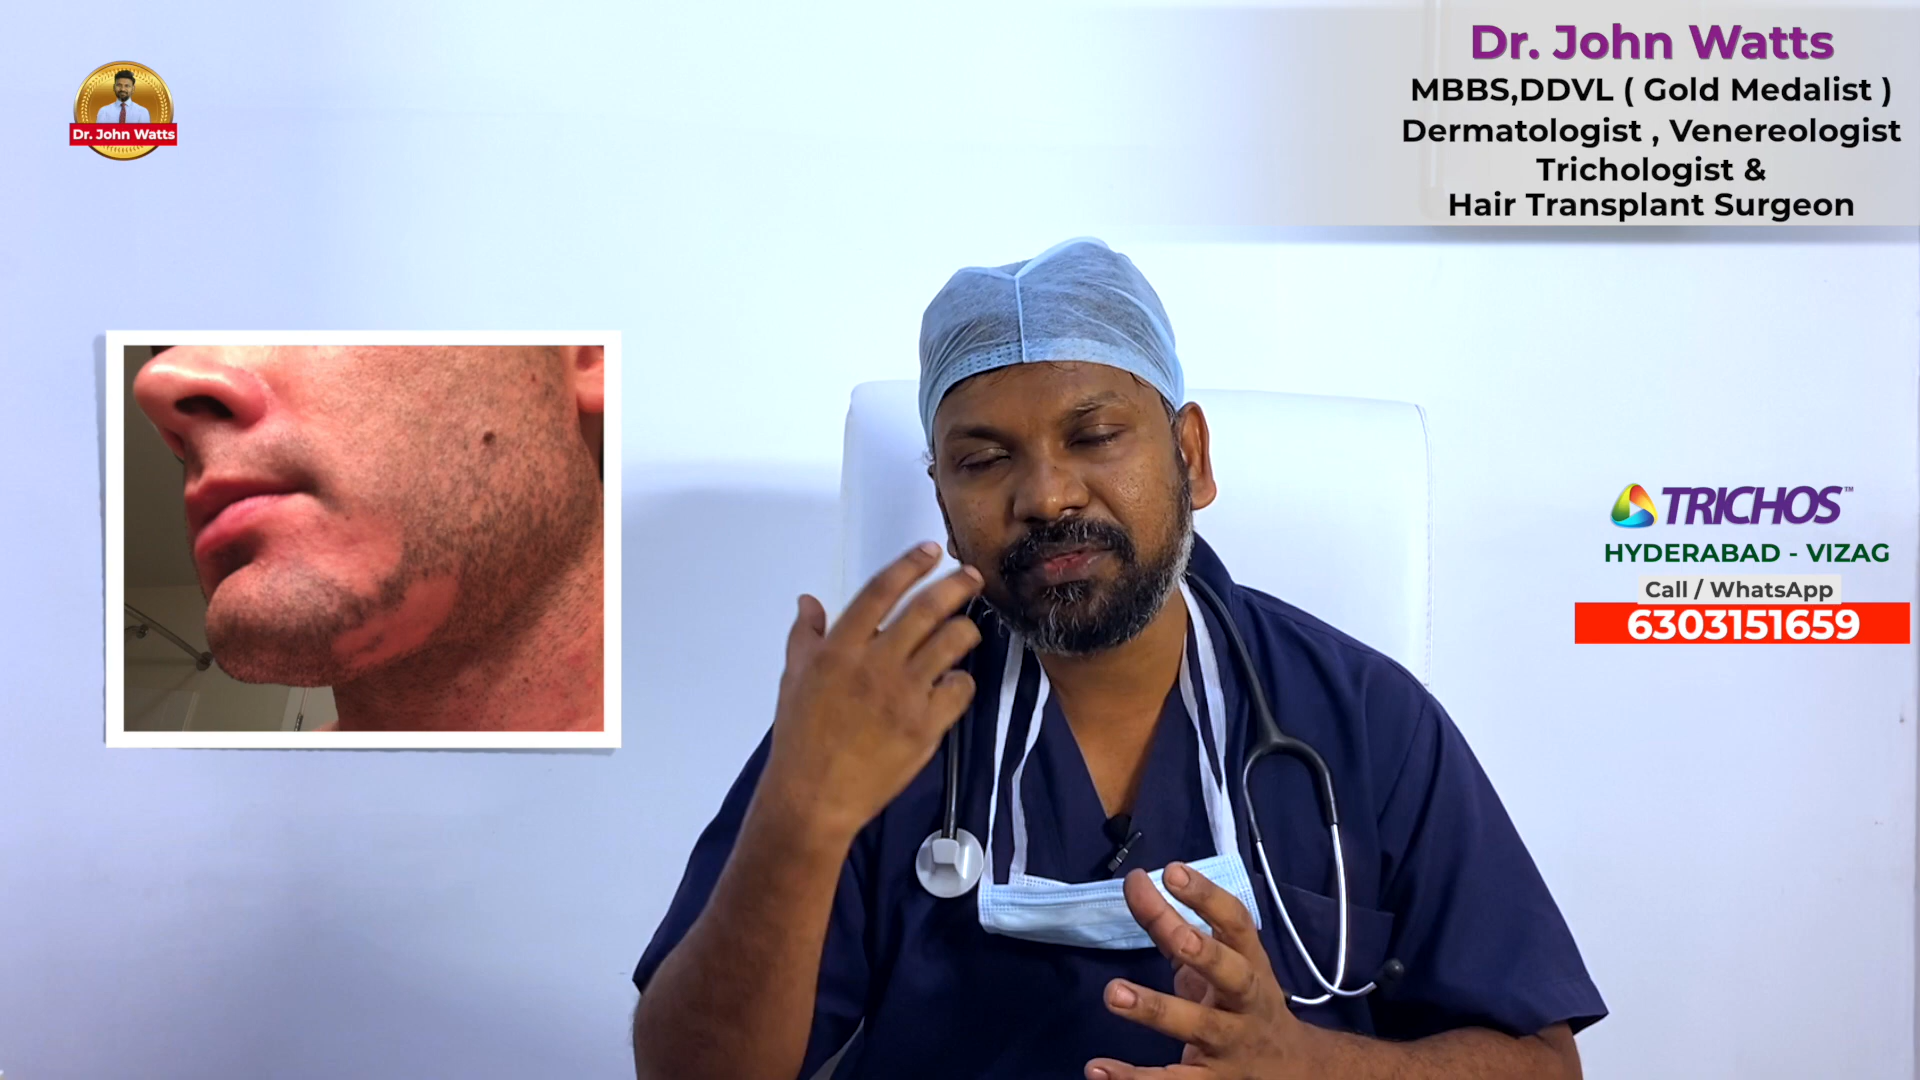 Dr. John Watts
Dr. John Watts
MBBS,DDVL ( Gold Medalist )
Dermatologist , Venereologist
Trichologist &
Hair Transplant Surgeon
TRICHOS™
HYDERABAD - VIZAG
Call / WhatsApp
6303151659